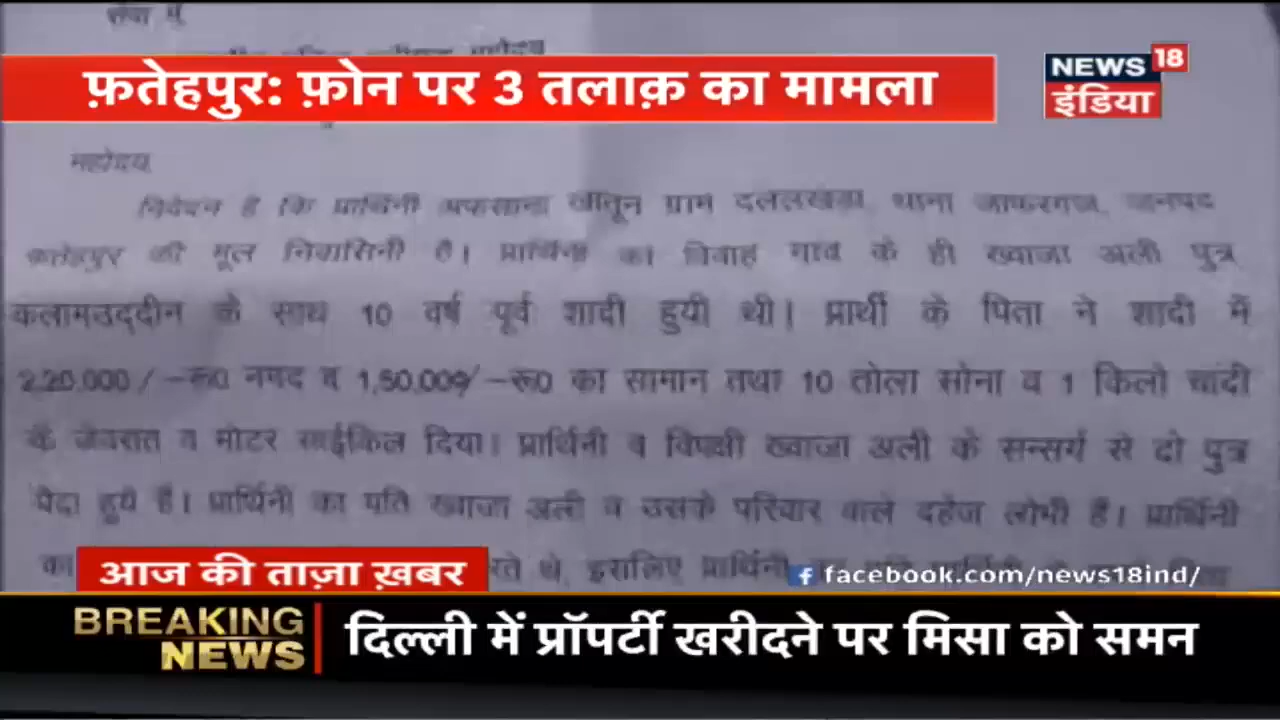 सेवा में
फ़तेहपुर: फ़ोन पर 3 तलाक़ का मामला
NEWS 18
इंडिया
महोदय
निवेदन है कि प्रार्थिनी अफसाना खातून ग्राम थाना जाफरगंज, जनपद
फतेहपुर की मूल निवासिनी है। प्रार्थिनी का विवाह गाव के ही ख्वाजा अली पुत्र
कलामउद्दीन के साथ 10 वर्ष पूर्व शादी हुयी थी। प्रार्थी के पिता ने शादी में
2,20,000/-रू0 नगद व 1,50,000/-रू0 का सामान तथा 10 तोला सोना व 1 किलो चांदी
के जेवरात व मोटर साईकिल दिया। प्रार्थिनी व विपक्षी ख्वाजा अली के सन्सर्ग से दो पुत्र
पैदा हुये है। प्रार्थिनी का पति ख्वाजा अली व उसके परिवार वाले दहेज लोभी है। प्रार्थिनी
का रते थे, इसलिए प्रार्थिनी
आज की ताज़ा ख़बर
facebook.com/news18ind/
BREAKING
NEWS
दिल्ली में प्रॉपर्टी खरीदने पर मिसा को समन